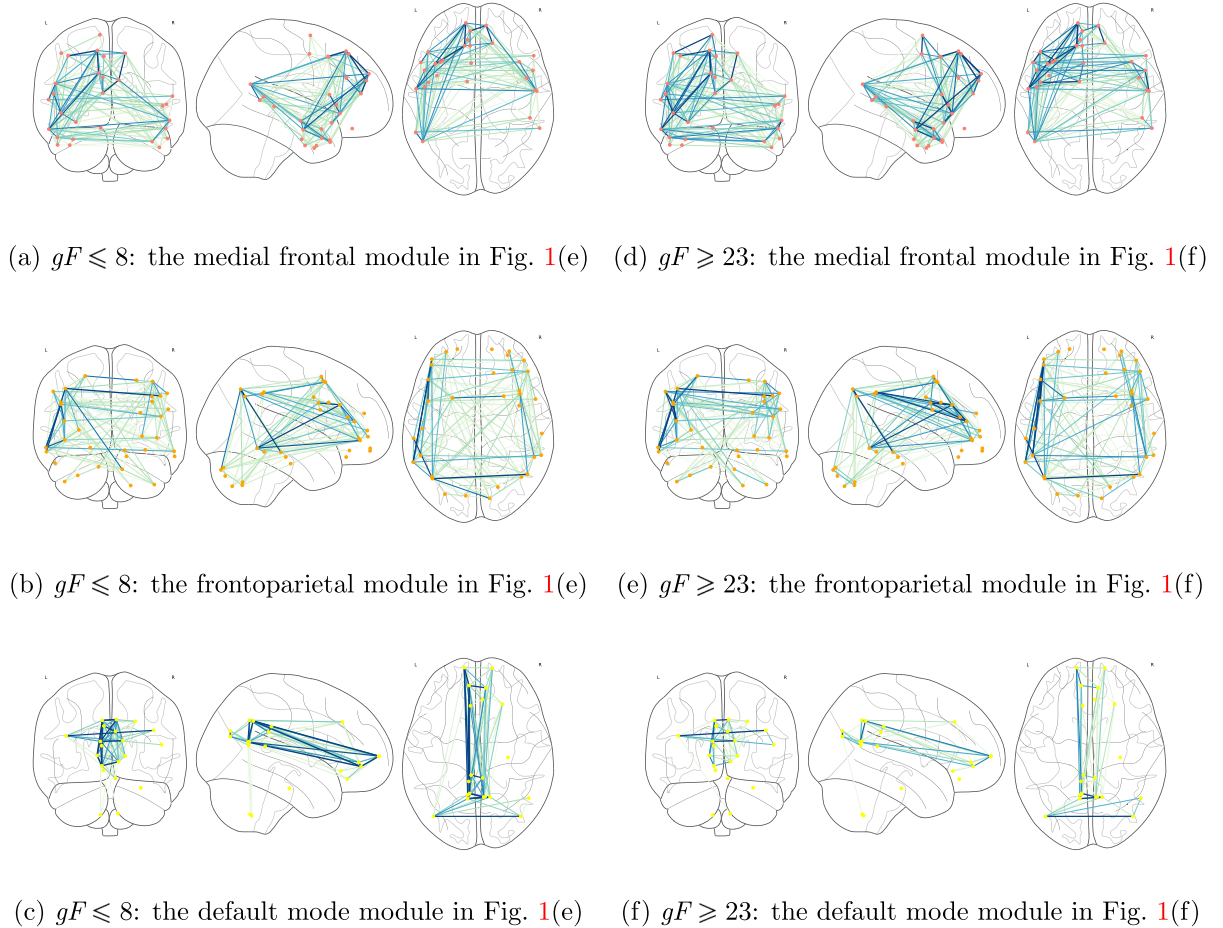 L R L R
L R L R
(a) gF ⩽ 8: the medial frontal module in Fig. 1(e)
(d) gF ⩾ 23: the medial frontal module in Fig. 1(f)
L R L R
L R L R
(b) gF ⩽ 8: the frontoparietal module in Fig. 1(e)
(e) gF ⩾ 23: the frontoparietal module in Fig. 1(f)
L R L R
L R L R
(c) gF ⩽ 8: the default mode module in Fig. 1(e)
(f) gF ⩾ 23: the default mode module in Fig. 1(f)